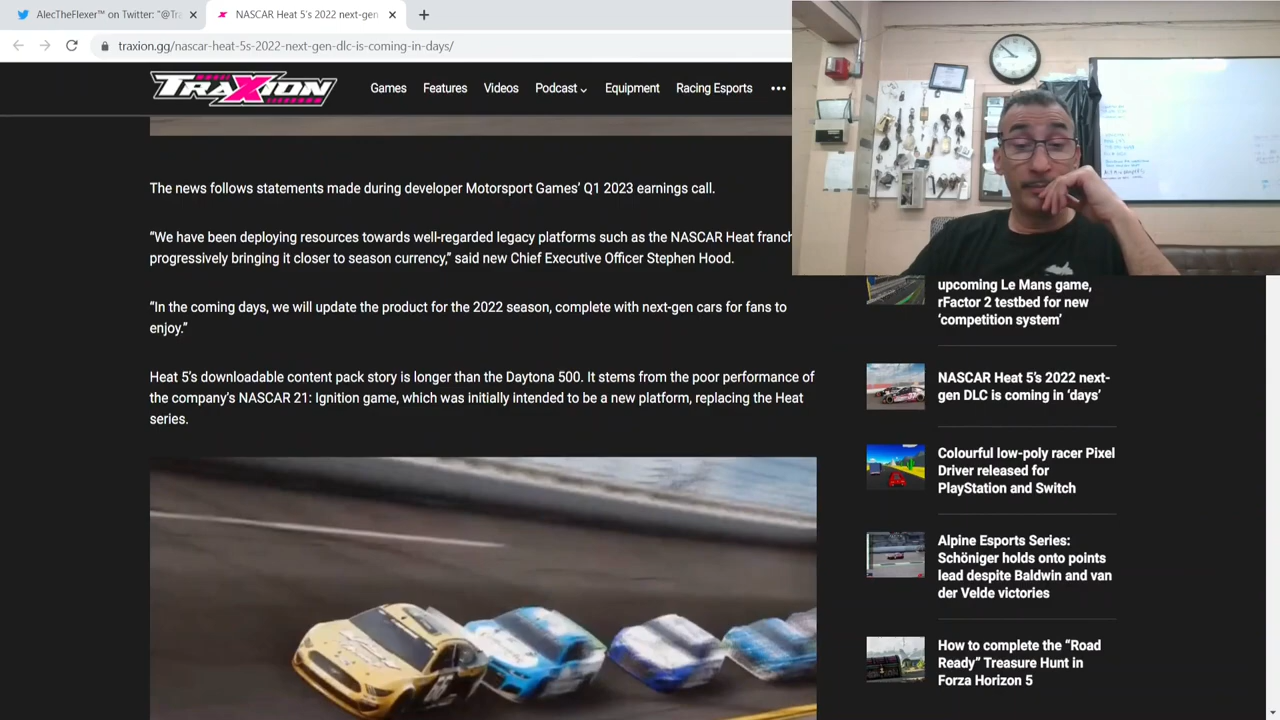 AlecTheFlexer™ on Twitter: "@Tra
NASCAR Heat 5's 2022 next-gen
traxion.gg/nascar-heat-5s-2022-next-gen-dlc-is-coming-in-days/
TRAXION
Games
Features
Videos
Podcast
Equipment
Racing Esports
The news follows statements made during developer Motorsport Games' Q1 2023 earnings call.
“We have been deploying resources towards well-regarded legacy platforms such as the NASCAR Heat franch
progressively bringing it closer to season currency,” said new Chief Executive Officer Stephen Hood.
“In the coming days, we will update the product for the 2022 season, complete with next-gen cars for fans to
enjoy.”
Heat 5's downloadable content pack story is longer than the Daytona 500. It stems from the poor performance of
the company's NASCAR 21: Ignition game, which was initially intended to be a new platform, replacing the Heat
series.
upcoming Le Mans game,
rFactor 2 testbed for new
‘competition system’
NASCAR Heat 5's 2022 next-
gen DLC is coming in ‘days’
Colourful low-poly racer Pixel
Driver released for
PlayStation and Switch
Alpine Esports Series:
Schöniger holds onto points
lead despite Baldwin and van
der Velde victories
How to complete the “Road
Ready” Treasure Hunt in
Forza Horizon 5